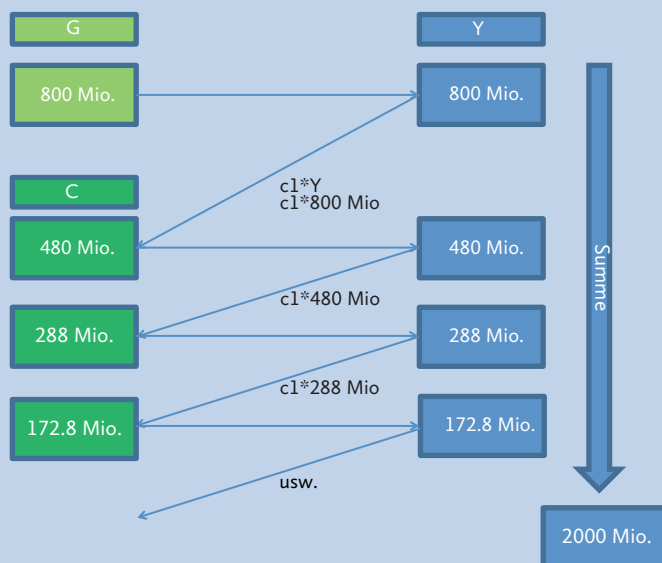 G
Y
800 Mio.
800 Mio.
c1*Y
c1*800 Mio
C
480 Mio.
480 Mio.
Summe
c1*480 Mio
288 Mio.
288 Mio.
c1*288 Mio
172.8 Mio.
172.8 Mio.
usw.
2000 Mio.